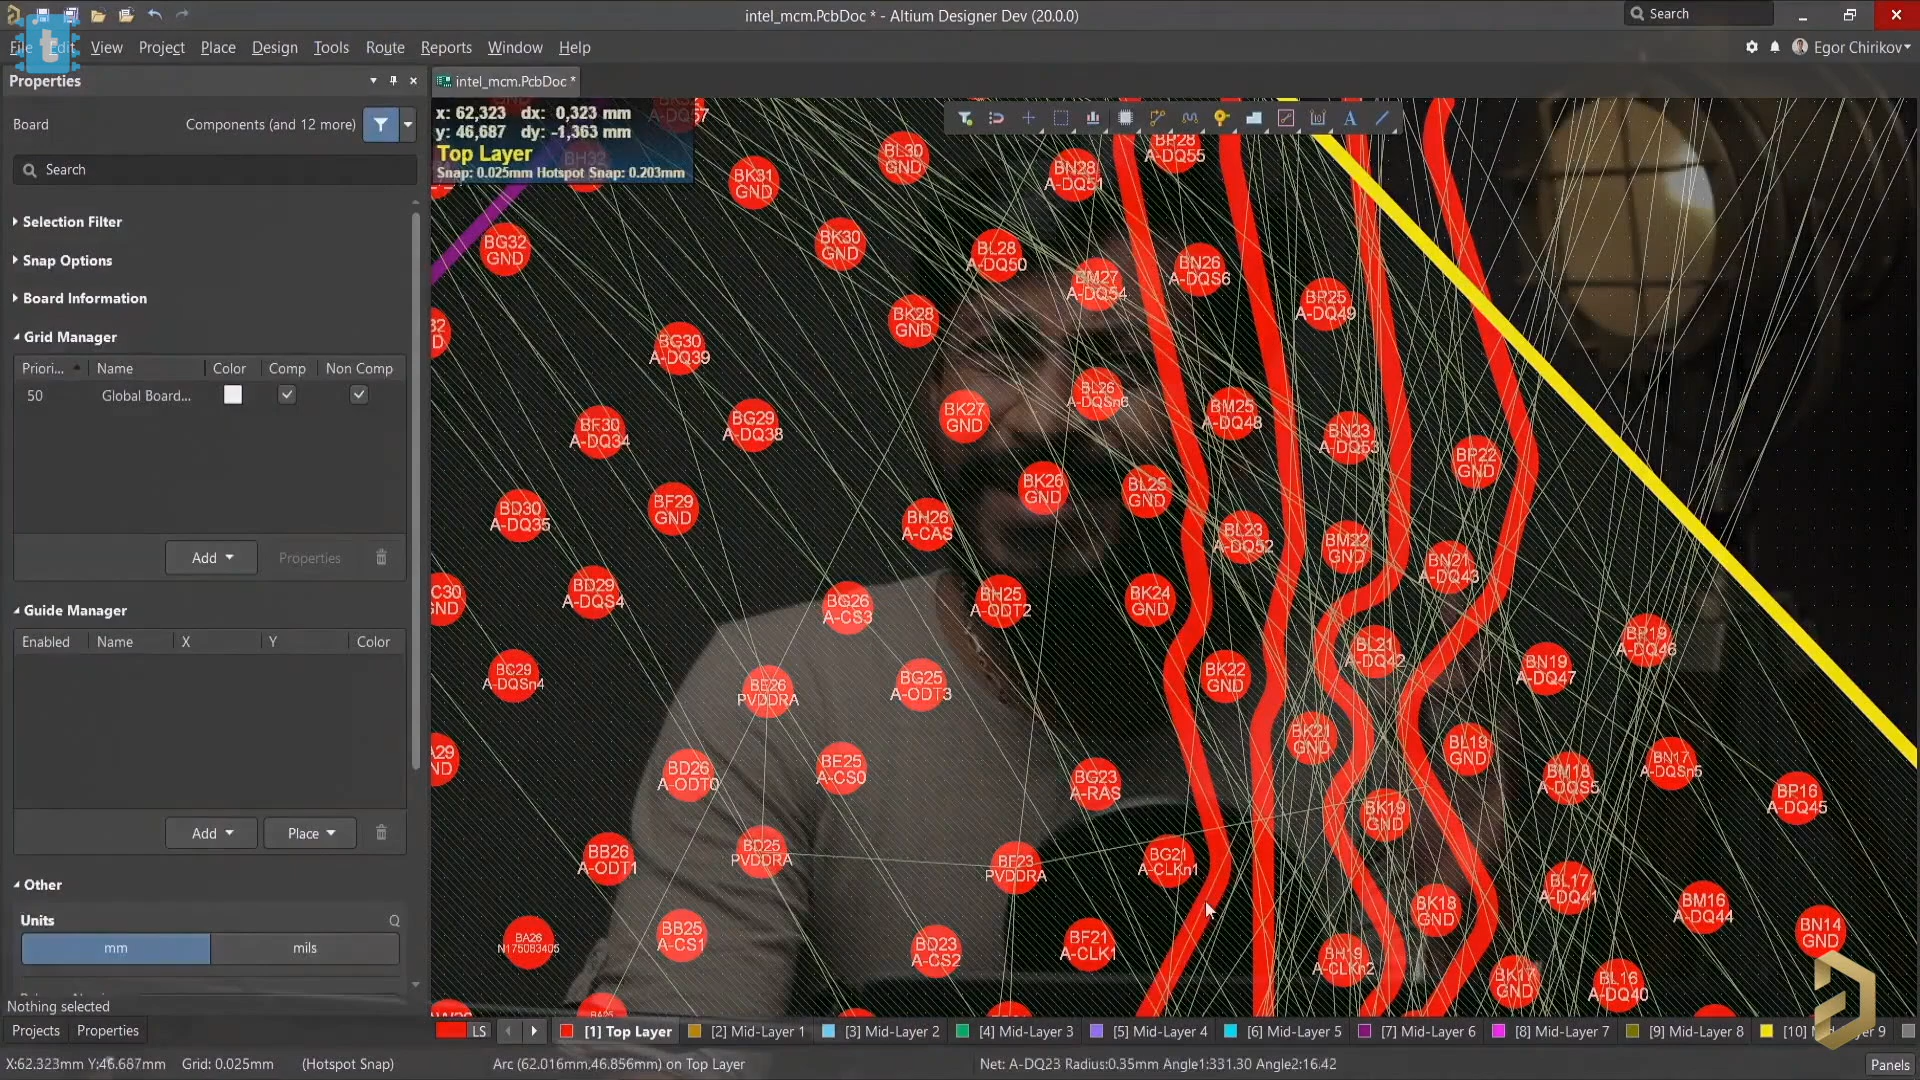 intel_mcm.PcbDoc * - Altium Designer Dev (20.0.0)
Search
File Edit View Project Place Design Tools Route Reports Window Help
Egor Chirikov
Properties
intel_mcm.PcbDoc *
Board
Components (and 12 more)
Search
Selection Filter
Snap Options
Board Information
Grid Manager
Priori... Name Color Comp Non Comp
50 Global Board...
Add Properties
Guide Manager
Enabled Name X Y Color
Add Place
Other
Units
mm mils
Nothing selected
Projects Properties
x: 62,323 dx: 0,323 mm
y: 46,687 dy: -1,363 mm
Top Layer
Snap: 0.025mm Hotspot Snap: 0.203mm
BH32
BL30
GND
BK31
GND
BN28
A-DQ51
BP28
A-DQ55
BG32
GND
BK30
GND
BL28
A-DQ50
BM27
A-DQ54
BN26
A-DQS6
BP25
A-DQ49
BK28
GND
BG30
A-DQ39
BK27
GND
BL26
A-DQSn6
BM25
A-DQ48
BN23
A-DQ53
BP22
GND
BF30
A-DQ34
BG29
A-DQ38
BK26
GND
BL25
GND
BL23
A-DQ52
BM22
GND
BN21
A-DQ43
BD30
A-DQ35
BF29
GND
BH26
A-CAS
C30
GND
BD29
A-DQS4
BG26
A-CS3
BH25
A-ODT2
BK24
GND
BL21
A-DQ42
BN19
A-DQ47
BP19
A-DQ46
BC29
A-DQSn4
BE26
PVDDRA
BG25
A-ODT3
BK22
GND
BK21
GND
BL19
GND
BM18
A-DQS5
BN17
A-DQSn5
BP16
A-DQ45
BD26
A-ODT0
BE25
A-CS0
BG23
A-RAS
BK19
GND
BB26
A-ODT1
BD25
PVDDRA
BF23
PVDDRA
BG21
A-CLKn1
BL17
A-DQ41
BM16
A-DQ44
BK18
GND
BN14
GND
BA26
N175083405
BB25
A-CS1
BD23
A-CS2
BF21
A-CLK1
BH19
A-CLKn2
BK17
GND
BL16
A-DQ40
LS [1] Top Layer [2] Mid-Layer 1 [3] Mid-Layer 2 [4] Mid-Layer 3 [5] Mid-Layer 4 [6] Mid-Layer 5 [7] Mid-Layer 6 [8] Mid-Layer 7 [9] Mid-Layer 8 [10] 9
X:62.323mm Y:46.687mm Grid: 0.025mm (Hotspot Snap) Arc (62.016mm,46.856mm) on Top Layer Net: A-DQ23 Radius:0.35mm Angle1:331.30 Angle2:16.42 Panels